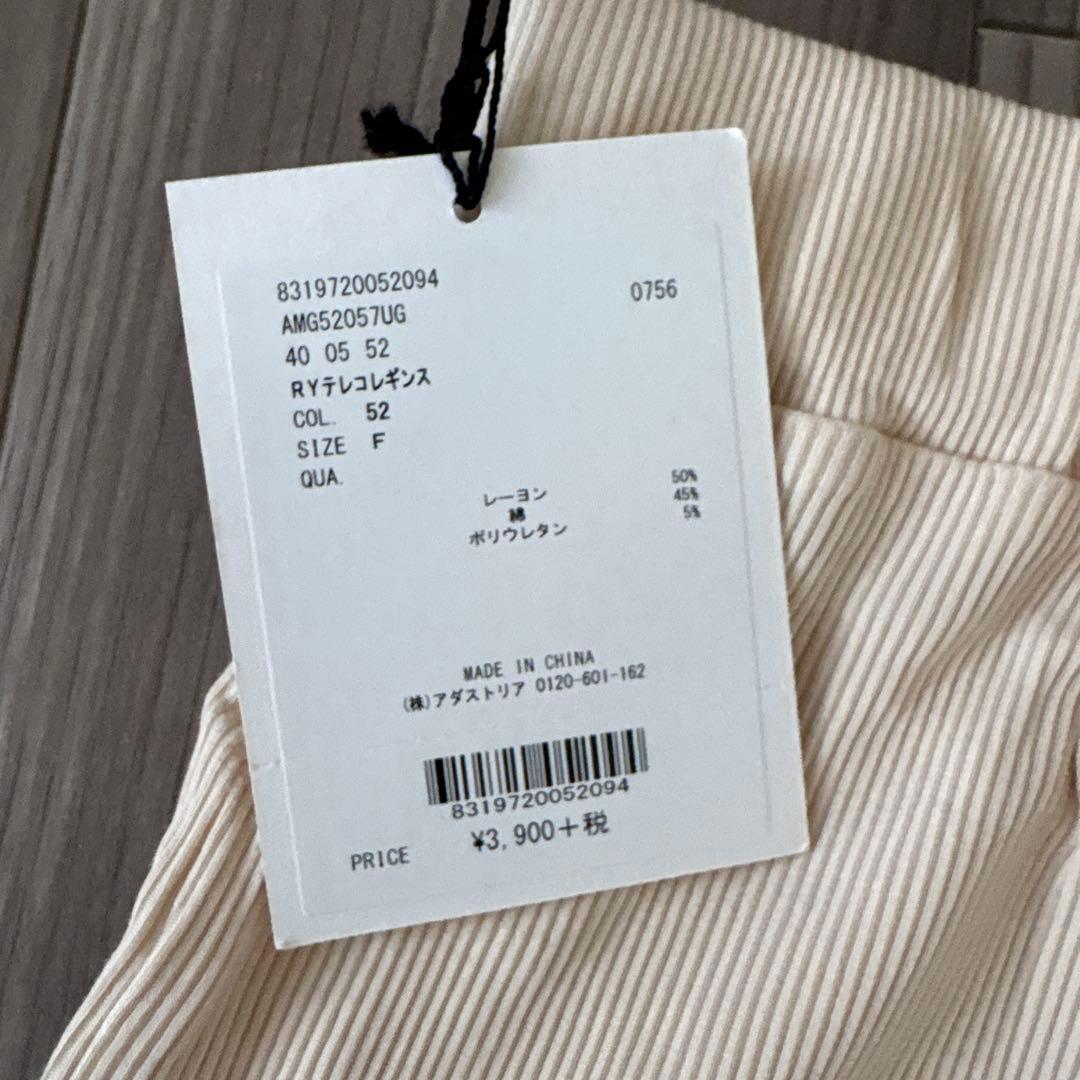 8319720052094
0756
AMG52057UG
40 05 52
RYテレコレギンス
COL. 52
SIZE F
QUA.
レーヨン 50%
綿 45%
ポリウレタン 5%
MADE IN CHINA
(株)アダストリア 0120-601-162
8319720052094
PRICE ¥3,900+税